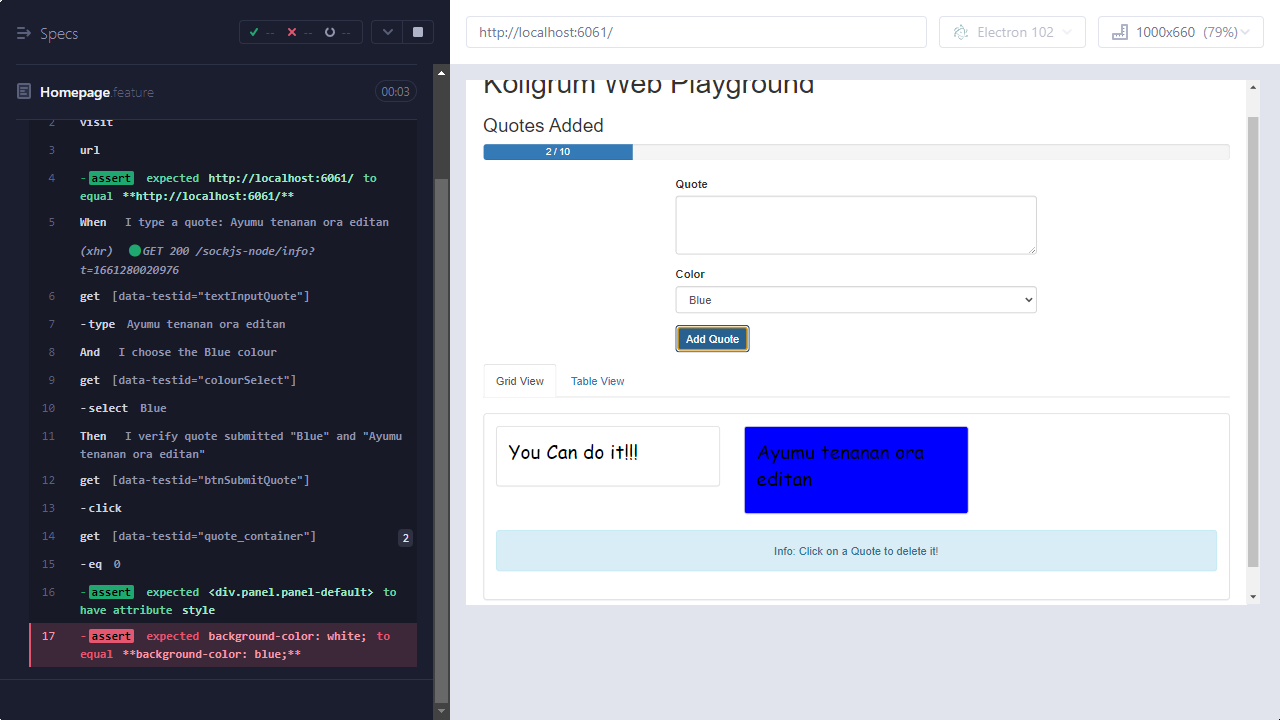 Specs
-- -- --
http://localhost:6061/
Electron 102
1000x660 (79%)
Homepage feature
00:03
2 visit
3 url
4 -assert expected http://localhost:6061/ to
equal **http://localhost:6061/**
5 When I type a quote: Ayumu tenanan ora editan
(xhr) GET 200 /sockjs-node/info?
t=1661280020976
6 get [data-testid="textInputQuote"]
7 -type Ayumu tenanan ora editan
8 And I choose the Blue colour
9 get [data-testid="colourSelect"]
10 -select Blue
11 Then I verify quote submitted "Blue" and "Ayumu
tenanan ora editan"
12 get [data-testid="btnSubmitQuote"]
13 -click
14 get [data-testid="quote_container"] 2
15 -eq 0
16 -assert expected <div.panel.panel-default> to
have attribute style
17 -assert expected background-color: white; to
equal **background-color: blue;**
Koligrum Web Playground
Quotes Added
2 / 10
Quote
Color
Blue
Add Quote
Grid View Table View
You Can do it!!!
Ayumu tenanan ora
editan
Info: Click on a Quote to delete it!